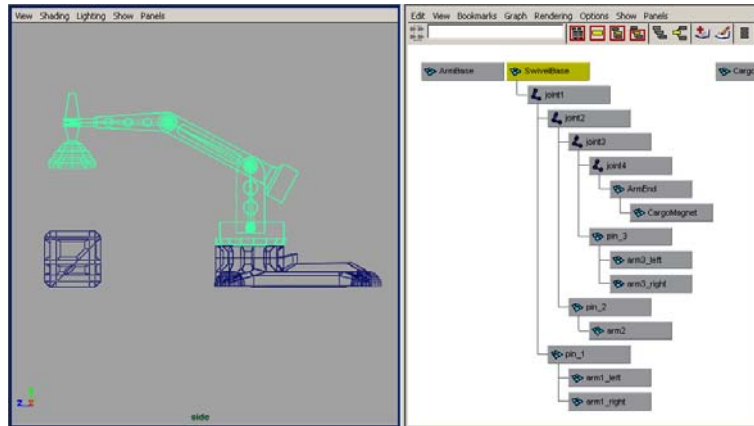 View Shading Lighting Show Panels
Edit View Bookmarks Graph Rendering Options Show Panels
ArmBase
SwivelBase
Cargo
joint1
joint2
joint3
joint4
ArmEnd
CargoMagnet
pin_3
arm3_left
arm3_right
pin_2
arm2
pin_1
arm1_left
arm1_right
side